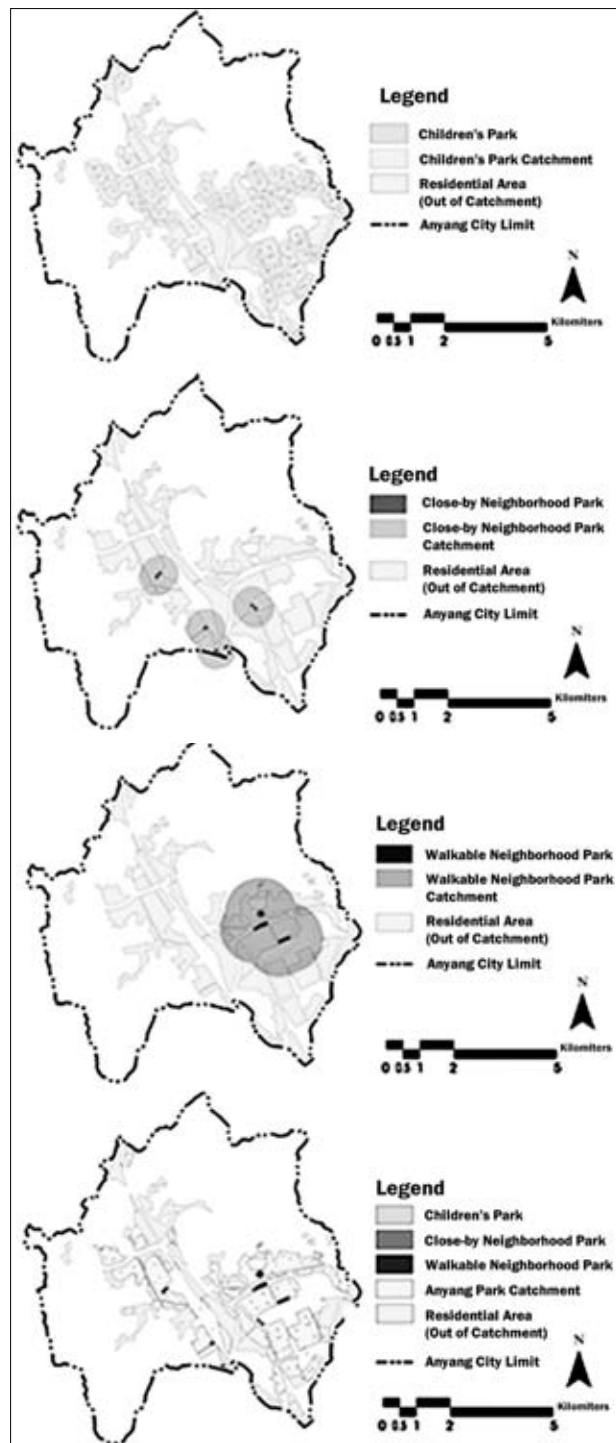 Legend
Children's Park
Children's Park Catchment
Residential Area
(Out of Catchment)
Anyang City Limit
N
Kilomiters
0 0.5 1 2 5
Legend
Close-by Neighborhood Park
Close-by Neighborhood Park
Catchment
Residential Area
(Out of Catchment)
Anyang City Limit
N
Kilomiters
0 0.5 1 2 5
Legend
Walkable Neighborhood Park
Walkable Neighborhood Park
Catchment
Residential Area
(Out of Catchment)
Anyang City Limit
N
Kilomiters
0 0.5 1 2 5
Legend
Children's Park
Close-by Neighborhood Park
Walkable Neighborhood Park
Anyang Park Catchment
Residential Area
(Out of Catchment)
Anyang City Limit
N
Kilomiters
0 0.5 1 2 5